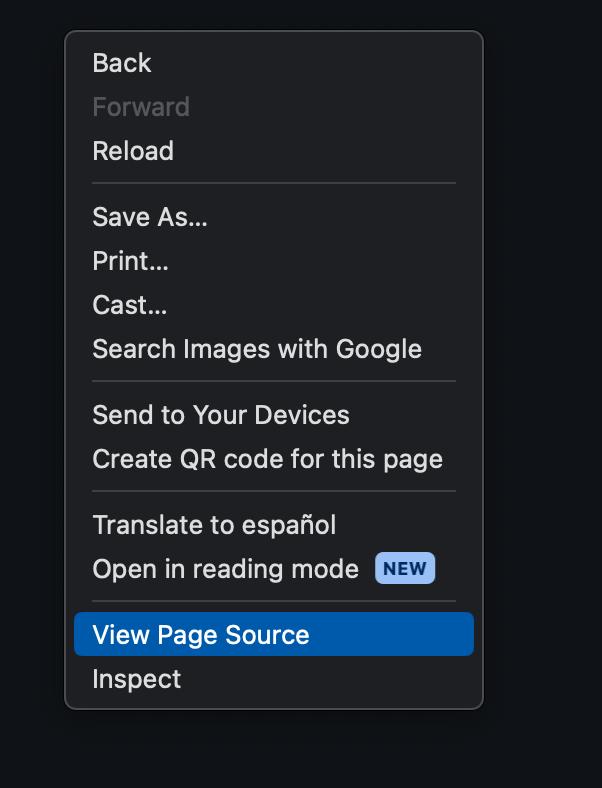 Back
Forward
Reload
Save As...
Print...
Cast...
Search Images with Google
Send to Your Devices
Create QR code for this page
Translate to español
Open in reading mode NEW
View Page Source
Inspect